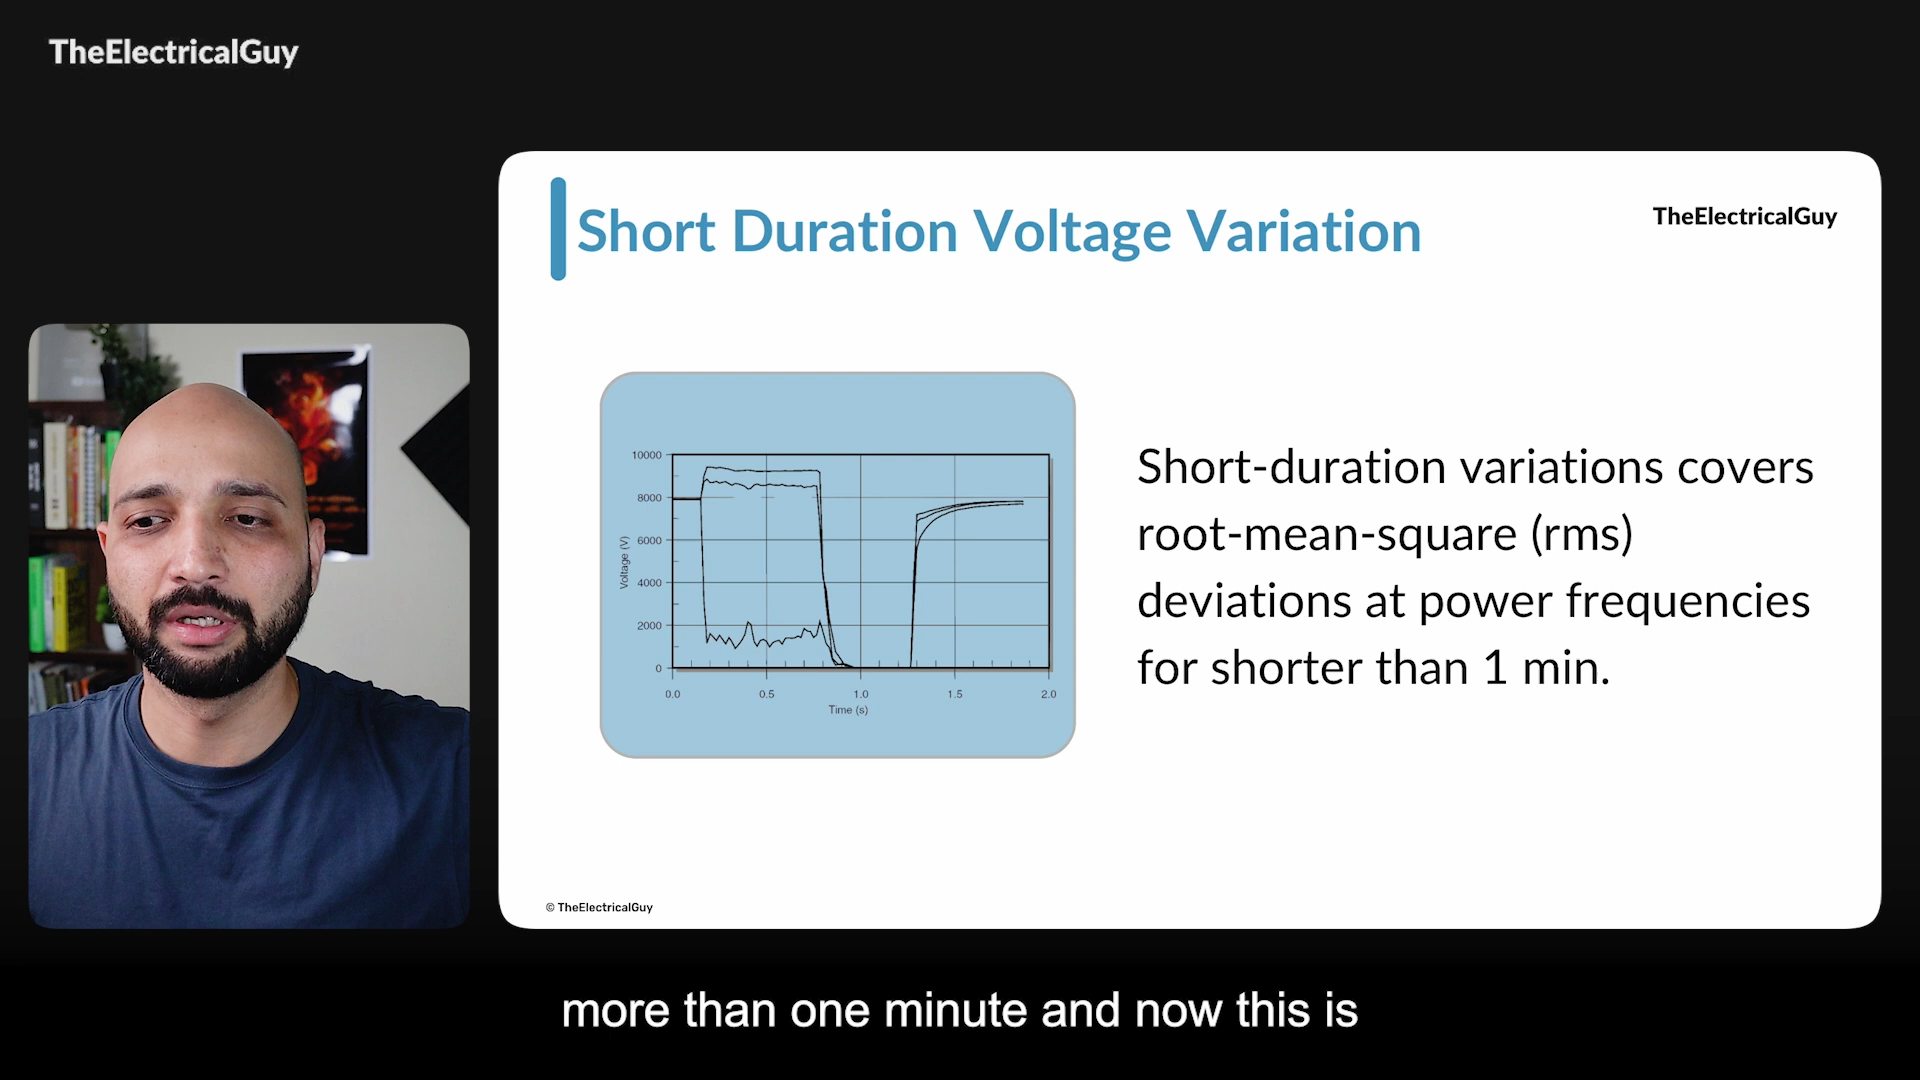 TheElectricalGuy
Short Duration Voltage Variation
TheElectricalGuy
10000
8000
6000
4000
2000
0
Voltage (V)
0.0 0.5 1.0 1.5 2.0
Time (s)
Short-duration variations covers
root-mean-square (rms)
deviations at power frequencies
for shorter than 1 min.
© TheElectricalGuy
more than one minute and now this is